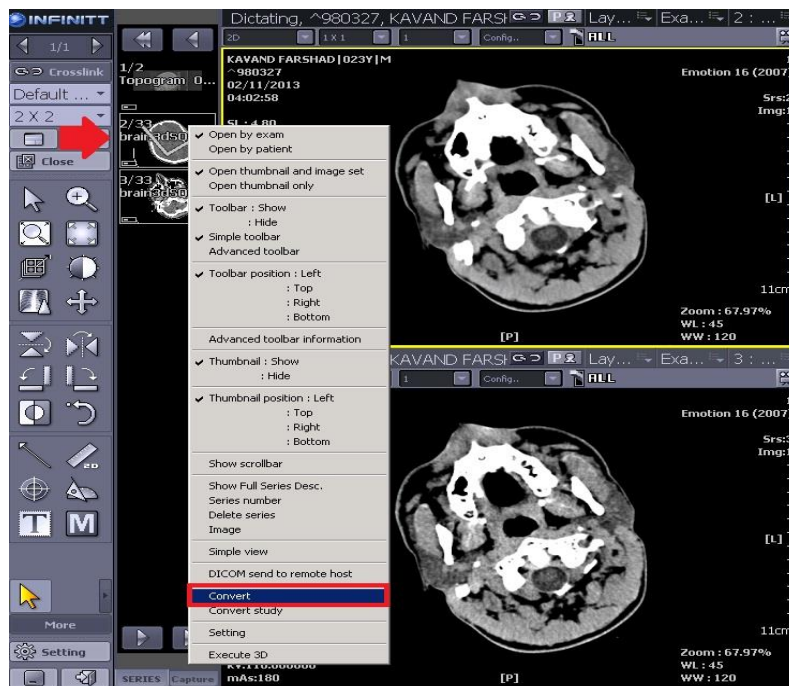 INFINITT
Dictating, ^980327, KAVAND FARSH
P
Lay...
Exa...
2 : ...
1/1
2D
1 X 1
1
Config..
ALL
Crosslink
Default ...
2 X 2
Close
1/2
Topogram 0...
2/33
3/33
KAVAND FARSHAD|023Y|M
^980327
02/11/2013
04:02:58
SL : 4.80
Emotion 16 (2007)
Srs:2
Img:1
[L]
11cm
Zoom : 67.97%
WL : 45
WW : 120
[P]
Open by exam
Open by patient
Open thumbnail and image set
Open thumbnail only
Toolbar : Show
: Hide
Simple toolbar
Advanced toolbar
Toolbar position : Left
: Top
: Right
: Bottom
Advanced toolbar information
Thumbnail : Show
: Hide
Thumbnail position : Left
: Top
: Right
: Bottom
Show scrollbar
Show Full Series Desc.
Series number
Delete series
Image
Simple view
DICOM send to remote host
Convert
Convert study
Setting
Execute 3D
KAVAND FARSH
P
Lay...
Exa...
3 : ...
1
Config..
ALL
Emotion 16 (2007
Srs:3
Img:1
[L]
11cm
Zoom : 67.97%
WL : 45
WW : 120
[P]
KV:110.000000
mAs:180
2D
T
M
More
Setting
SERIES
Capture